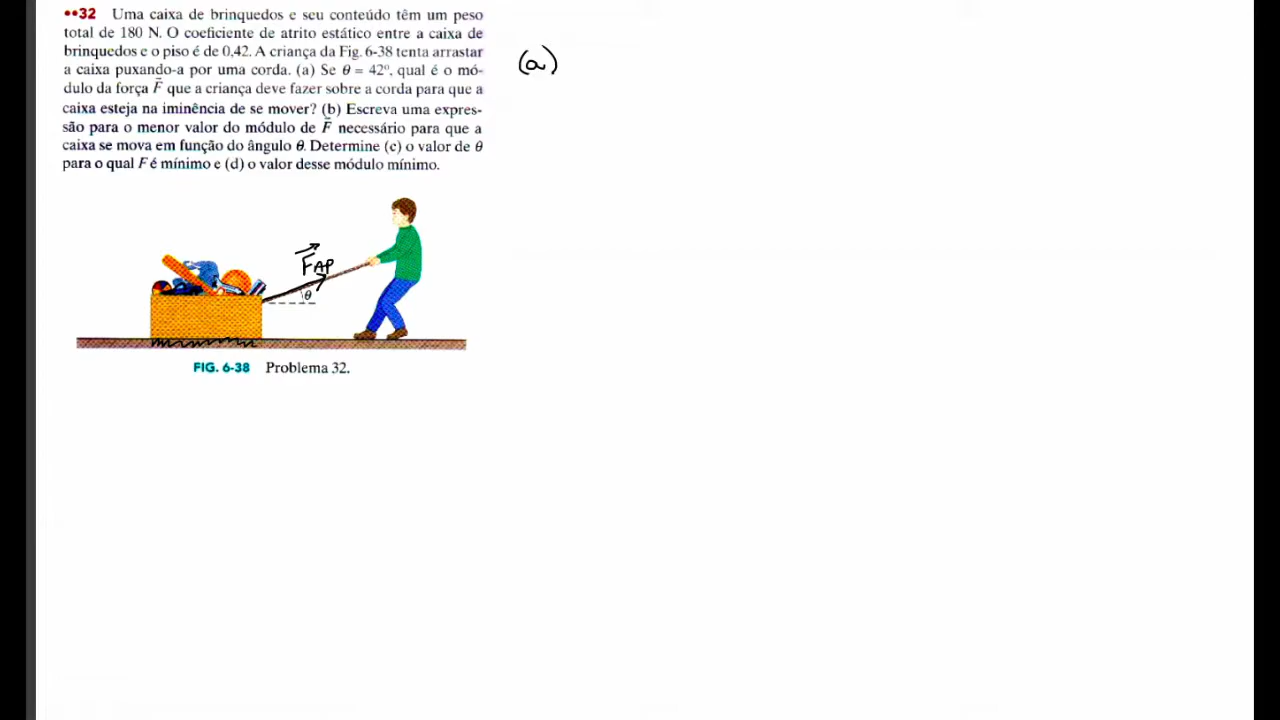 ••32 Uma caixa de brinquedos e seu conteúdo têm um peso
total de 180 N. O coeficiente de atrito estático entre a caixa de
brinquedos e o piso é de 0,42. A criança da Fig. 6-38 tenta arrastar
a caixa puxando-a por uma corda. (a) Se θ = 42º, qual é o mó-
dulo da força F⃗ que a criança deve fazer sobre a corda para que a
caixa esteja na iminência de se mover? (b) Escreva uma expres-
são para o menor valor do módulo de F⃗ necessário para que a
caixa se mova em função do ângulo θ. Determine (c) o valor de θ
para o qual F é mínimo e (d) o valor desse módulo mínimo.
(a)
F⃗AP
θ
FIG. 6-38 Problema 32.